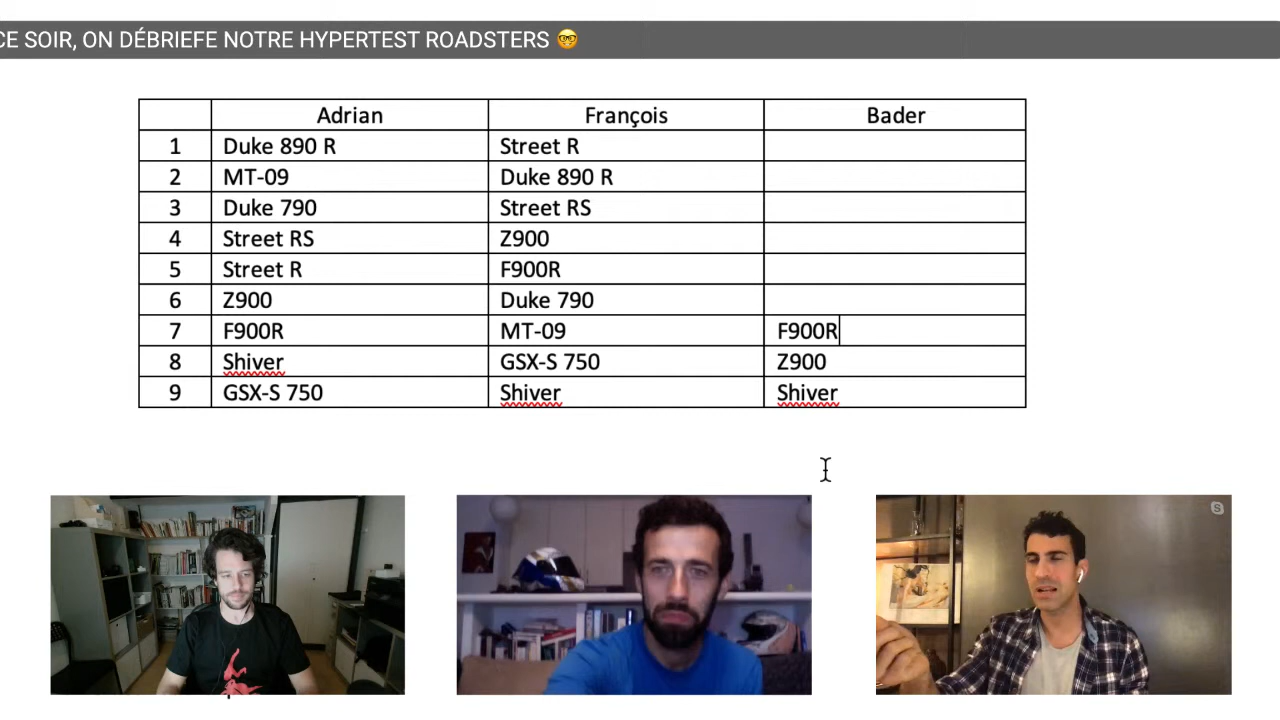 CE SOIR, ON DÉBRIEFE NOTRE HYPERTEST ROADSTERS 🤓
Adrian François Bader
1 Duke 890 R Street R
2 MT-09 Duke 890 R
3 Duke 790 Street RS
4 Street RS Z900
5 Street R F900R
6 Z900 Duke 790
7 F900R MT-09 F900R
8 Shiver GSX-S 750 Z900
9 GSX-S 750 Shiver Shiver